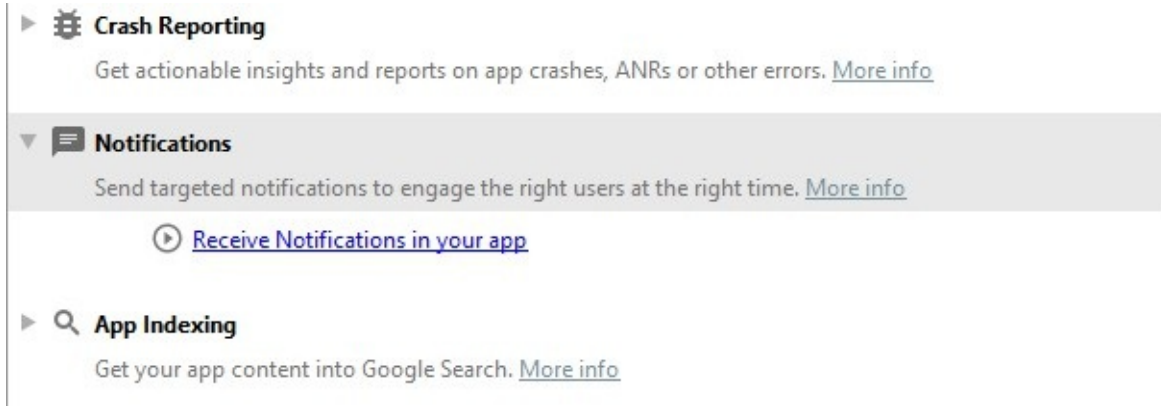 Crash Reporting
Get actionable insights and reports on app crashes, ANRs or other errors. More info
Notifications
Send targeted notifications to engage the right users at the right time. More info
Receive Notifications in your app
App Indexing
Get your app content into Google Search. More info